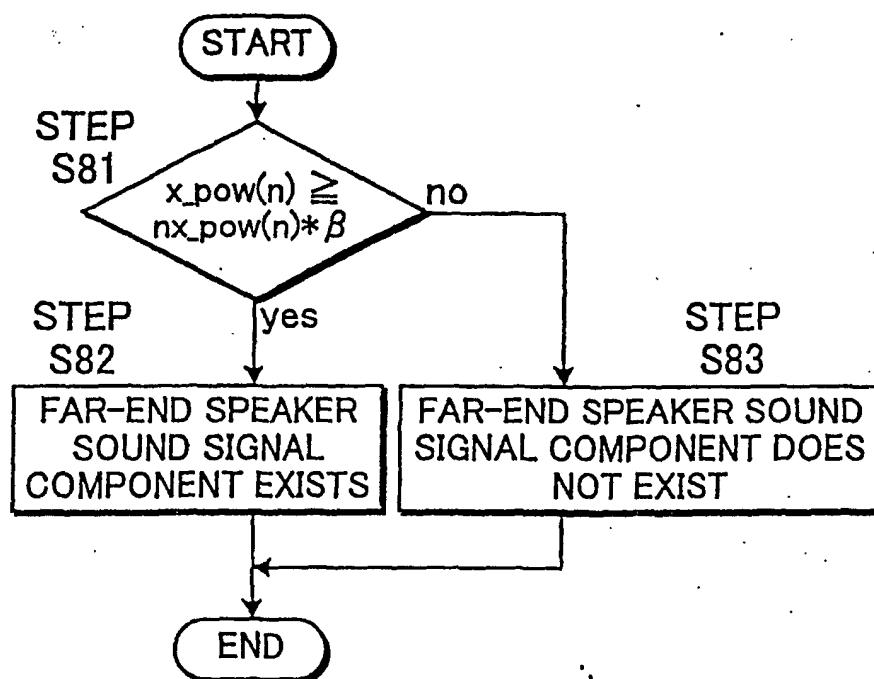 START
STEP
S81
x_pow(n) ≧
nx_pow(n)*β
no
yes
STEP
S82
STEP
S83
FAR-END SPEAKER
SOUND SIGNAL
COMPONENT EXISTS
FAR-END SPEAKER SOUND
SIGNAL COMPONENT DOES
NOT EXIST
END